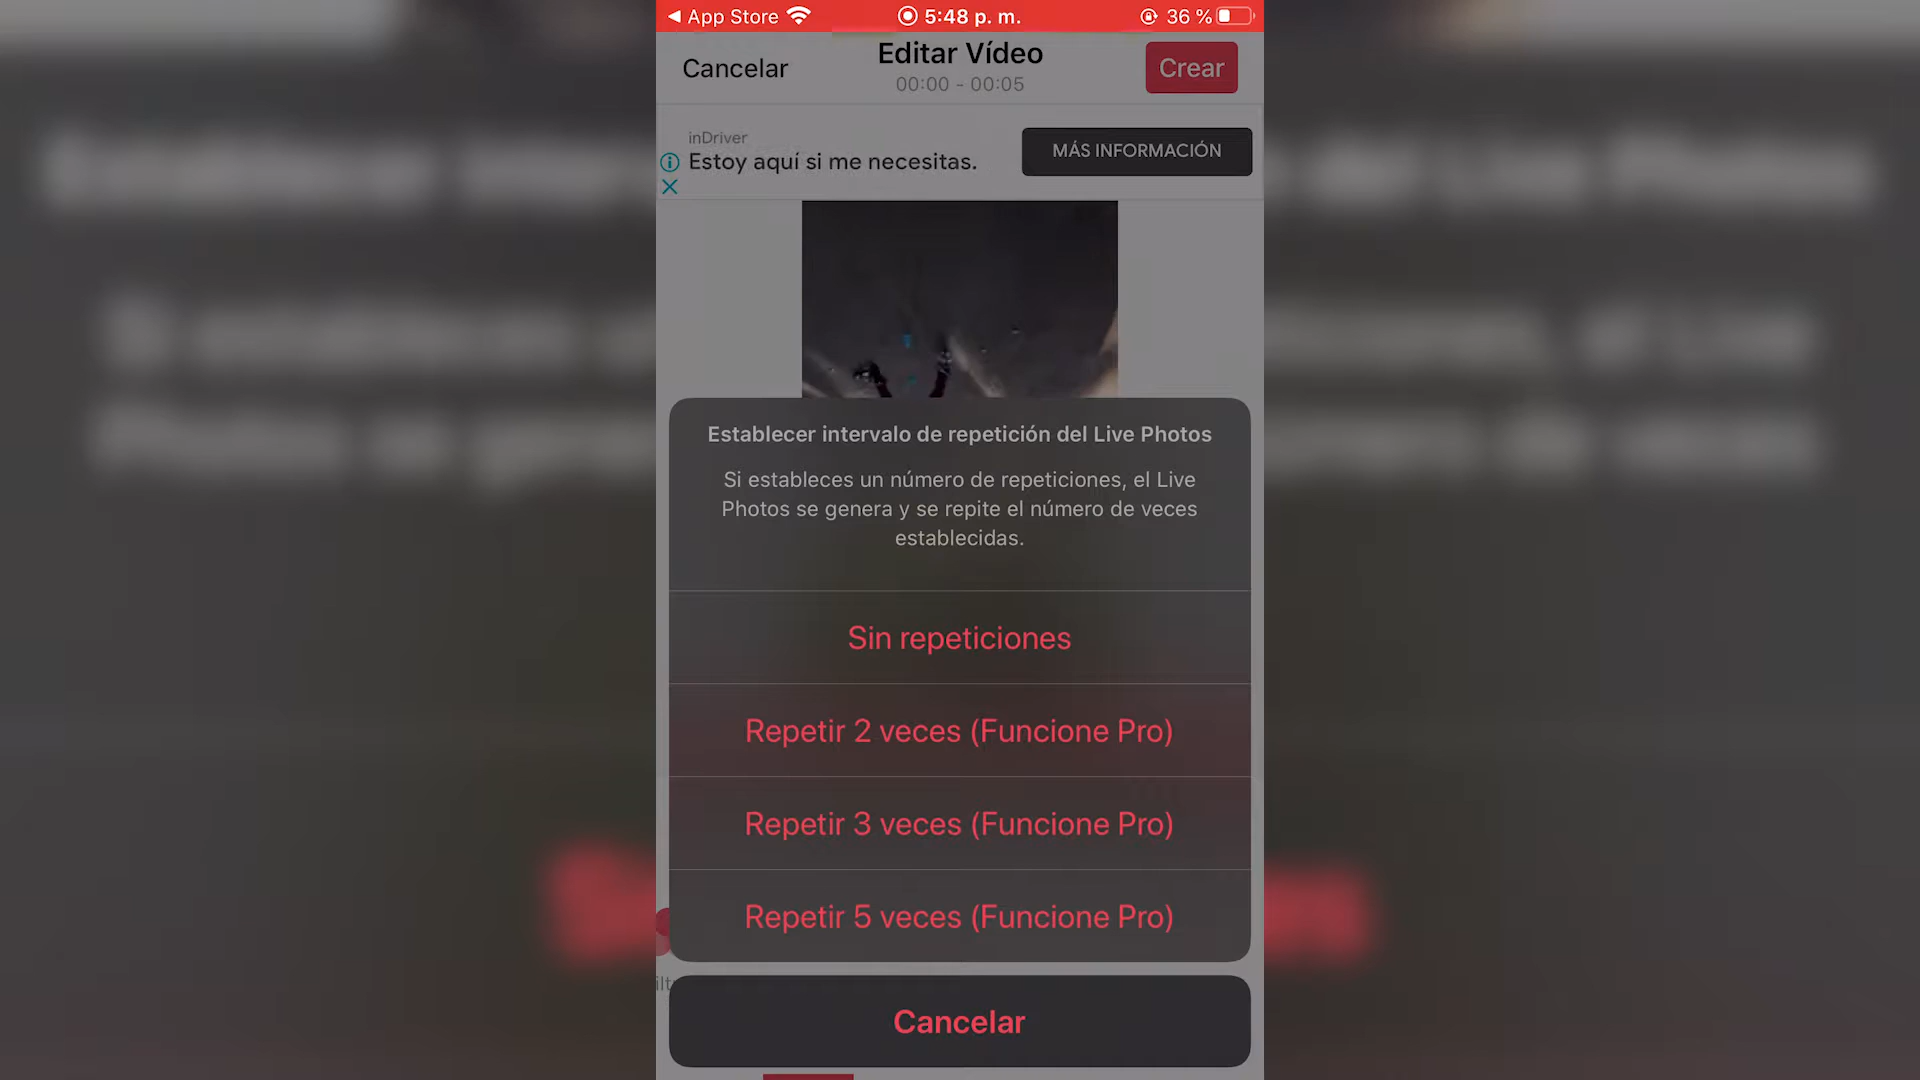 App Store
5:48 p. m.
36 %
Cancelar
Editar Vídeo
00:00 - 00:05
Crear
inDriver
Estoy aquí si me necesitas.
MÁS INFORMACIÓN
Establecer intervalo de repetición del Live Photos
Si estableces un número de repeticiones, el Live
Photos se genera y se repite el número de veces
establecidas.
Sin repeticiones
Repetir 2 veces (Funcione Pro)
Repetir 3 veces (Funcione Pro)
Repetir 5 veces (Funcione Pro)
Cancelar